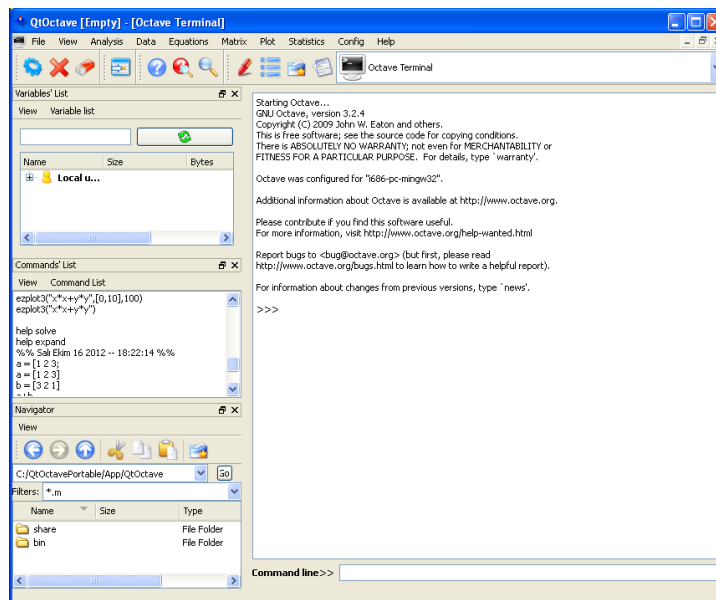 QtOctave [Empty] - [Octave Terminal]
File View Analysis Data Equations Matrix Plot Statistics Config Help
Octave Terminal
Variables' List
View Variable list
Name Size Bytes
Local u...
Commands' List
View Command List
ezplot3("x*x+y*y",[0,10],100)
ezplot3("x*x+y*y")
help solve
help expand
%% Salı Ekim 16 2012 -- 18:22:14 %%
a = [1 2 3;
a = [1 2 3]
b = [3 2 1]
Navigator
View
C:/QtOctavePortable/App/QtOctave Go
Filters: *.m
Name Size Type
share File Folder
bin File Folder
Starting Octave...
GNU Octave, version 3.2.4
Copyright (C) 2009 John W. Eaton and others.
This is free software; see the source code for copying conditions.
There is ABSOLUTELY NO WARRANTY; not even for MERCHANTABILITY or
FITNESS FOR A PARTICULAR PURPOSE. For details, type `warranty'.
Octave was configured for "i686-pc-mingw32".
Additional information about Octave is available at http://www.octave.org.
Please contribute if you find this software useful.
For more information, visit http://www.octave.org/help-wanted.html
Report bugs to <bug@octave.org> (but first, please read
http://www.octave.org/bugs.html to learn how to write a helpful report).
For information about changes from previous versions, type `news'.
>>>
Command line>>